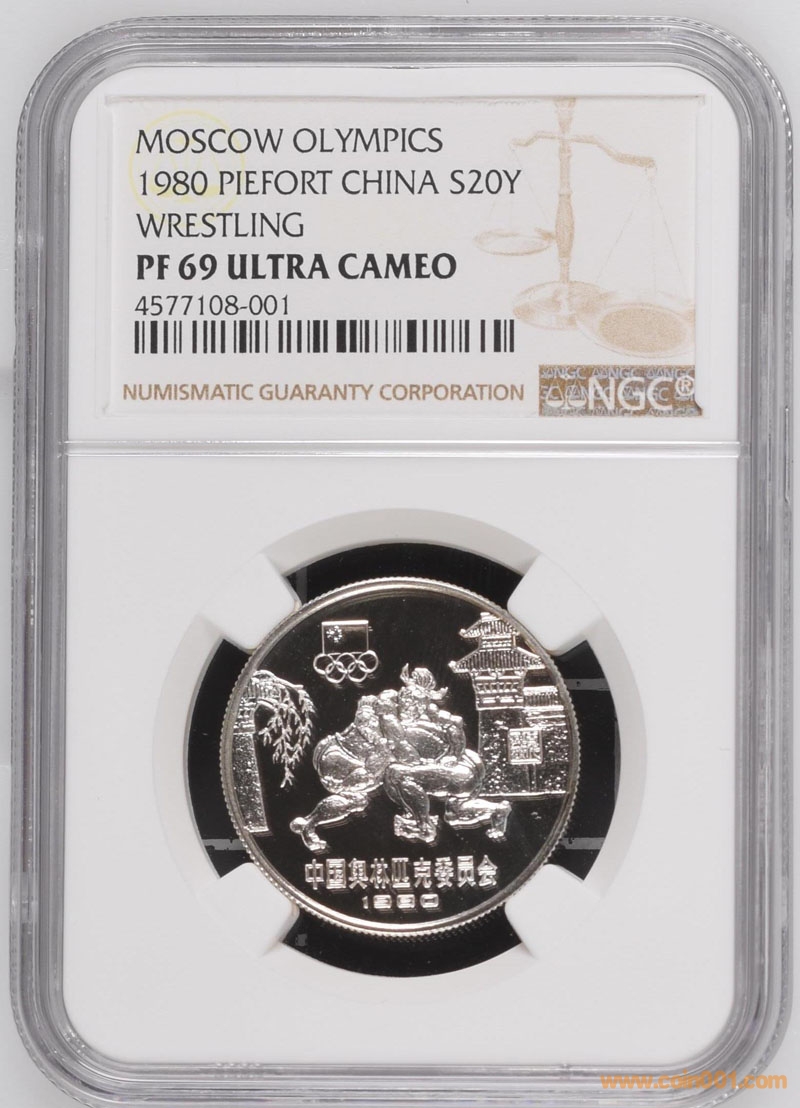 MOSCOW OLYMPICS
1980 PIEFORT CHINA S20Y
WRESTLING
PF 69 ULTRA CAMEO
4577108-001
NUMISMATIC GUARANTY CORPORATION
NGC®
中国奥林匹克委员会
1980
www.coin001.com